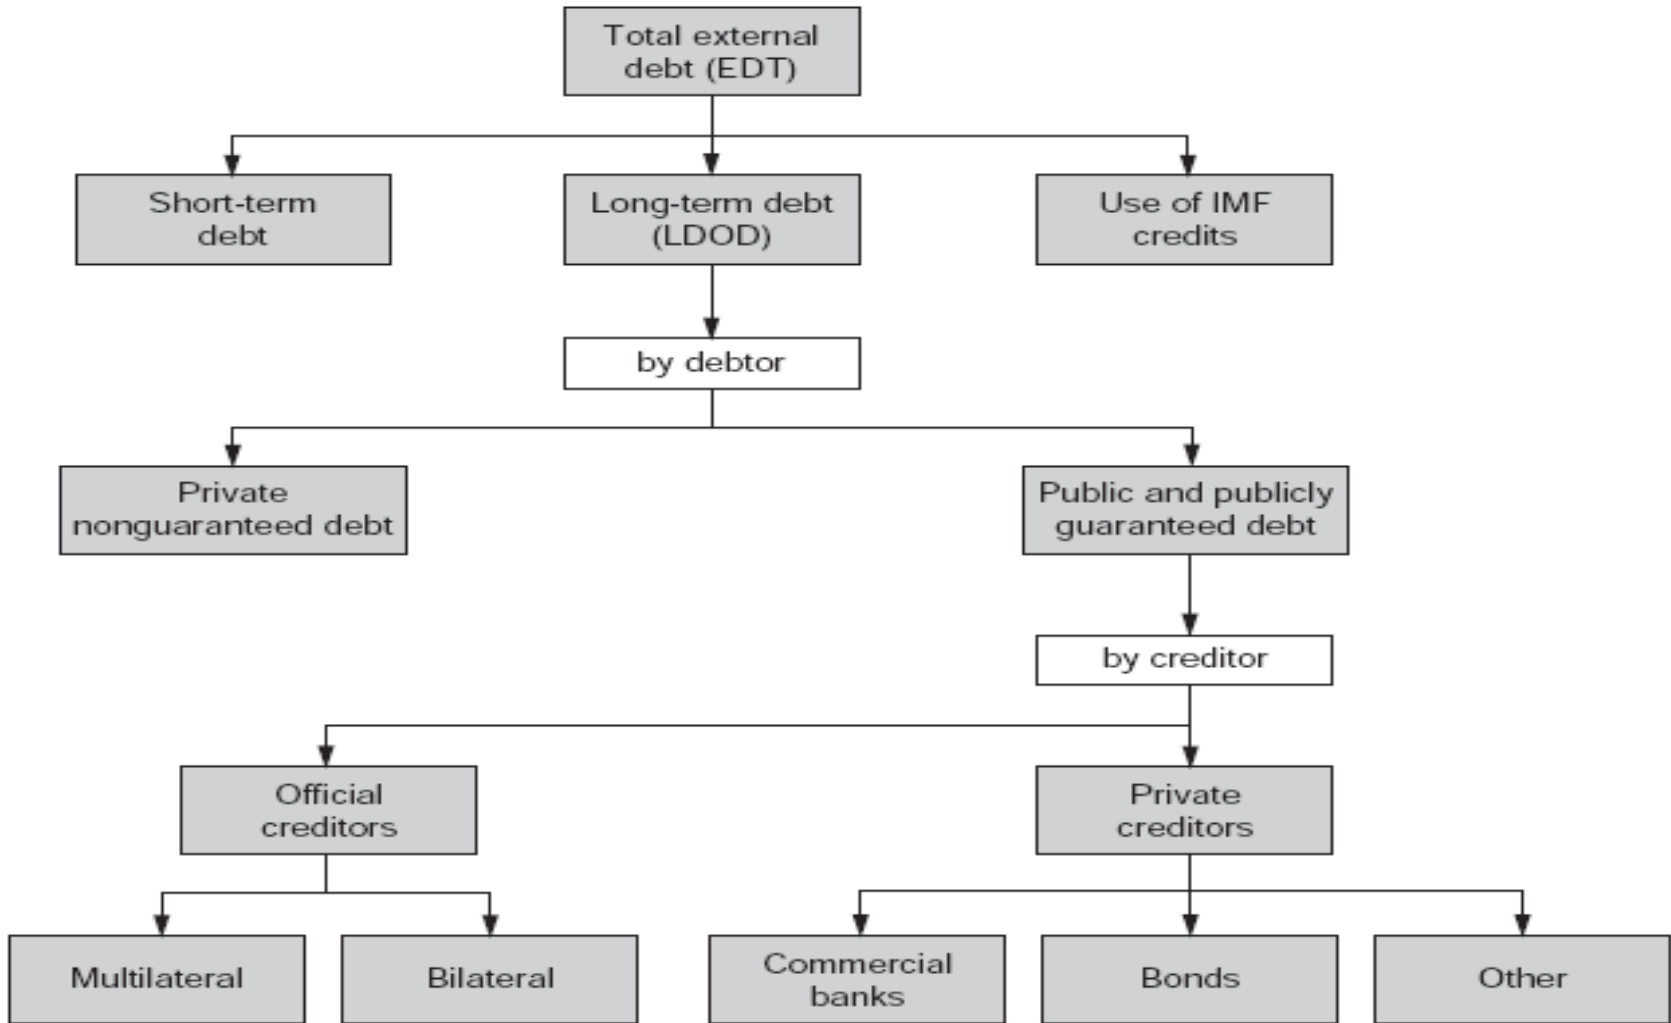 Total external
debt (EDT)
Short-term
debt
Long-term debt
(LDOD)
Use of IMF
credits
by debtor
Private
nonguaranteed debt
Public and publicly
guaranteed debt
by creditor
Official
creditors
Private
creditors
Multilateral
Bilateral
Commercial
banks
Bonds
Other